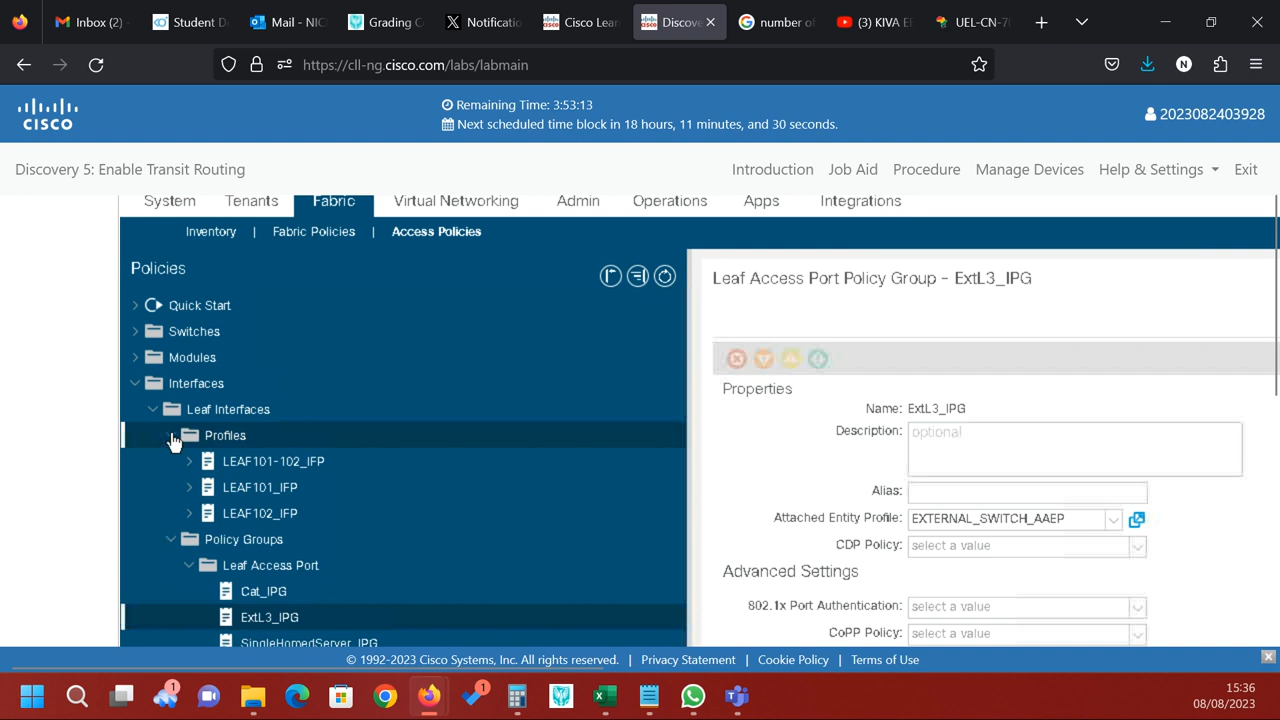 Inbox (2)
Student D
Mail - NIC
Grading C
Notificatio
Cisco Lear
Discove
number of
(3) KIVA EI
UEL-CN-7
https://cll-ng.cisco.com/labs/labmain
N
CISCO
Remaining Time: 3:53:13
Next scheduled time block in 18 hours, 11 minutes, and 30 seconds.
2023082403928
Discovery 5: Enable Transit Routing
Introduction
Job Aid
Procedure
Manage Devices
Help & Settings
Exit
System
Tenants
Fabric
Virtual Networking
Admin
Operations
Apps
Integrations
Inventory | Fabric Policies | Access Policies
Policies
Quick Start
Switches
Modules
Interfaces
Leaf Interfaces
Profiles
LEAF101-102_IFP
LEAF101_IFP
LEAF102_IFP
Policy Groups
Leaf Access Port
Cat_IPG
ExtL3_IPG
SingleHomedServer_IPG
Leaf Access Port Policy Group - ExtL3_IPG
Properties
Name: ExtL3_IPG
Description: optional
Alias:
Attached Entity Profile: EXTERNAL_SWITCH_AAEP
CDP Policy: select a value
Advanced Settings
802.1x Port Authentication: select a value
CoPP Policy: select a value
© 1992-2023 Cisco Systems, Inc. All rights reserved. | Privacy Statement | Cookie Policy | Terms of Use
1
1
15:36
08/08/2023